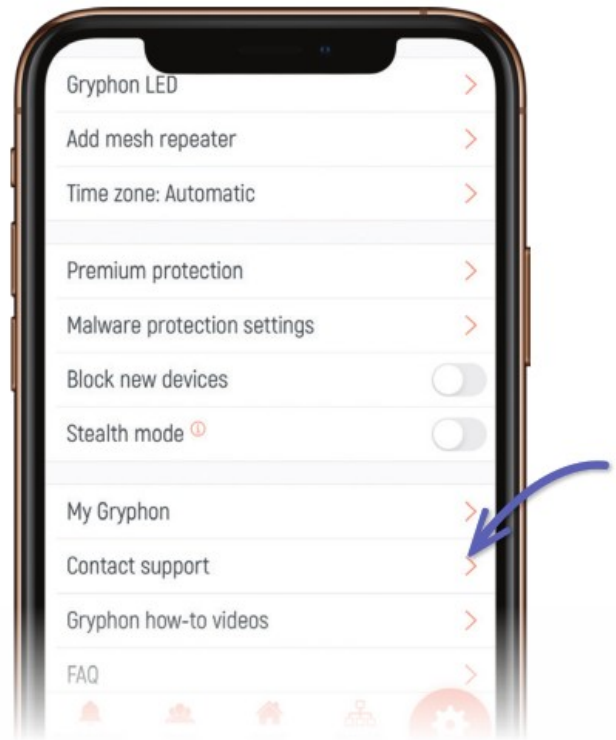 Gryphon LED
Add mesh repeater
Time zone: Automatic
Premium protection
Malware protection settings
Block new devices
Stealth mode
My Gryphon
Contact support
Gryphon how-to videos
FAQ